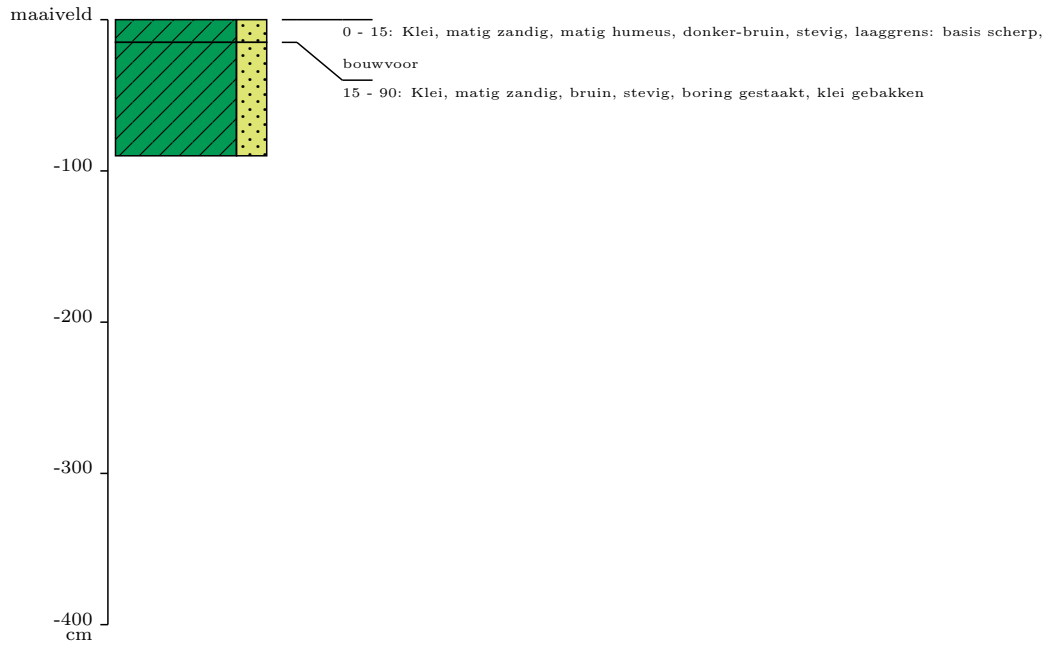 maaiveld
0 - 15: Klei, matig zandig, matig humeus, donker-bruin, stevig, laaggrens: basis scherp,
bouwvoor
15 - 90: Klei, matig zandig, bruin, stevig, boring gestaakt, klei gebakken
-100
-200
-300
-400
cm